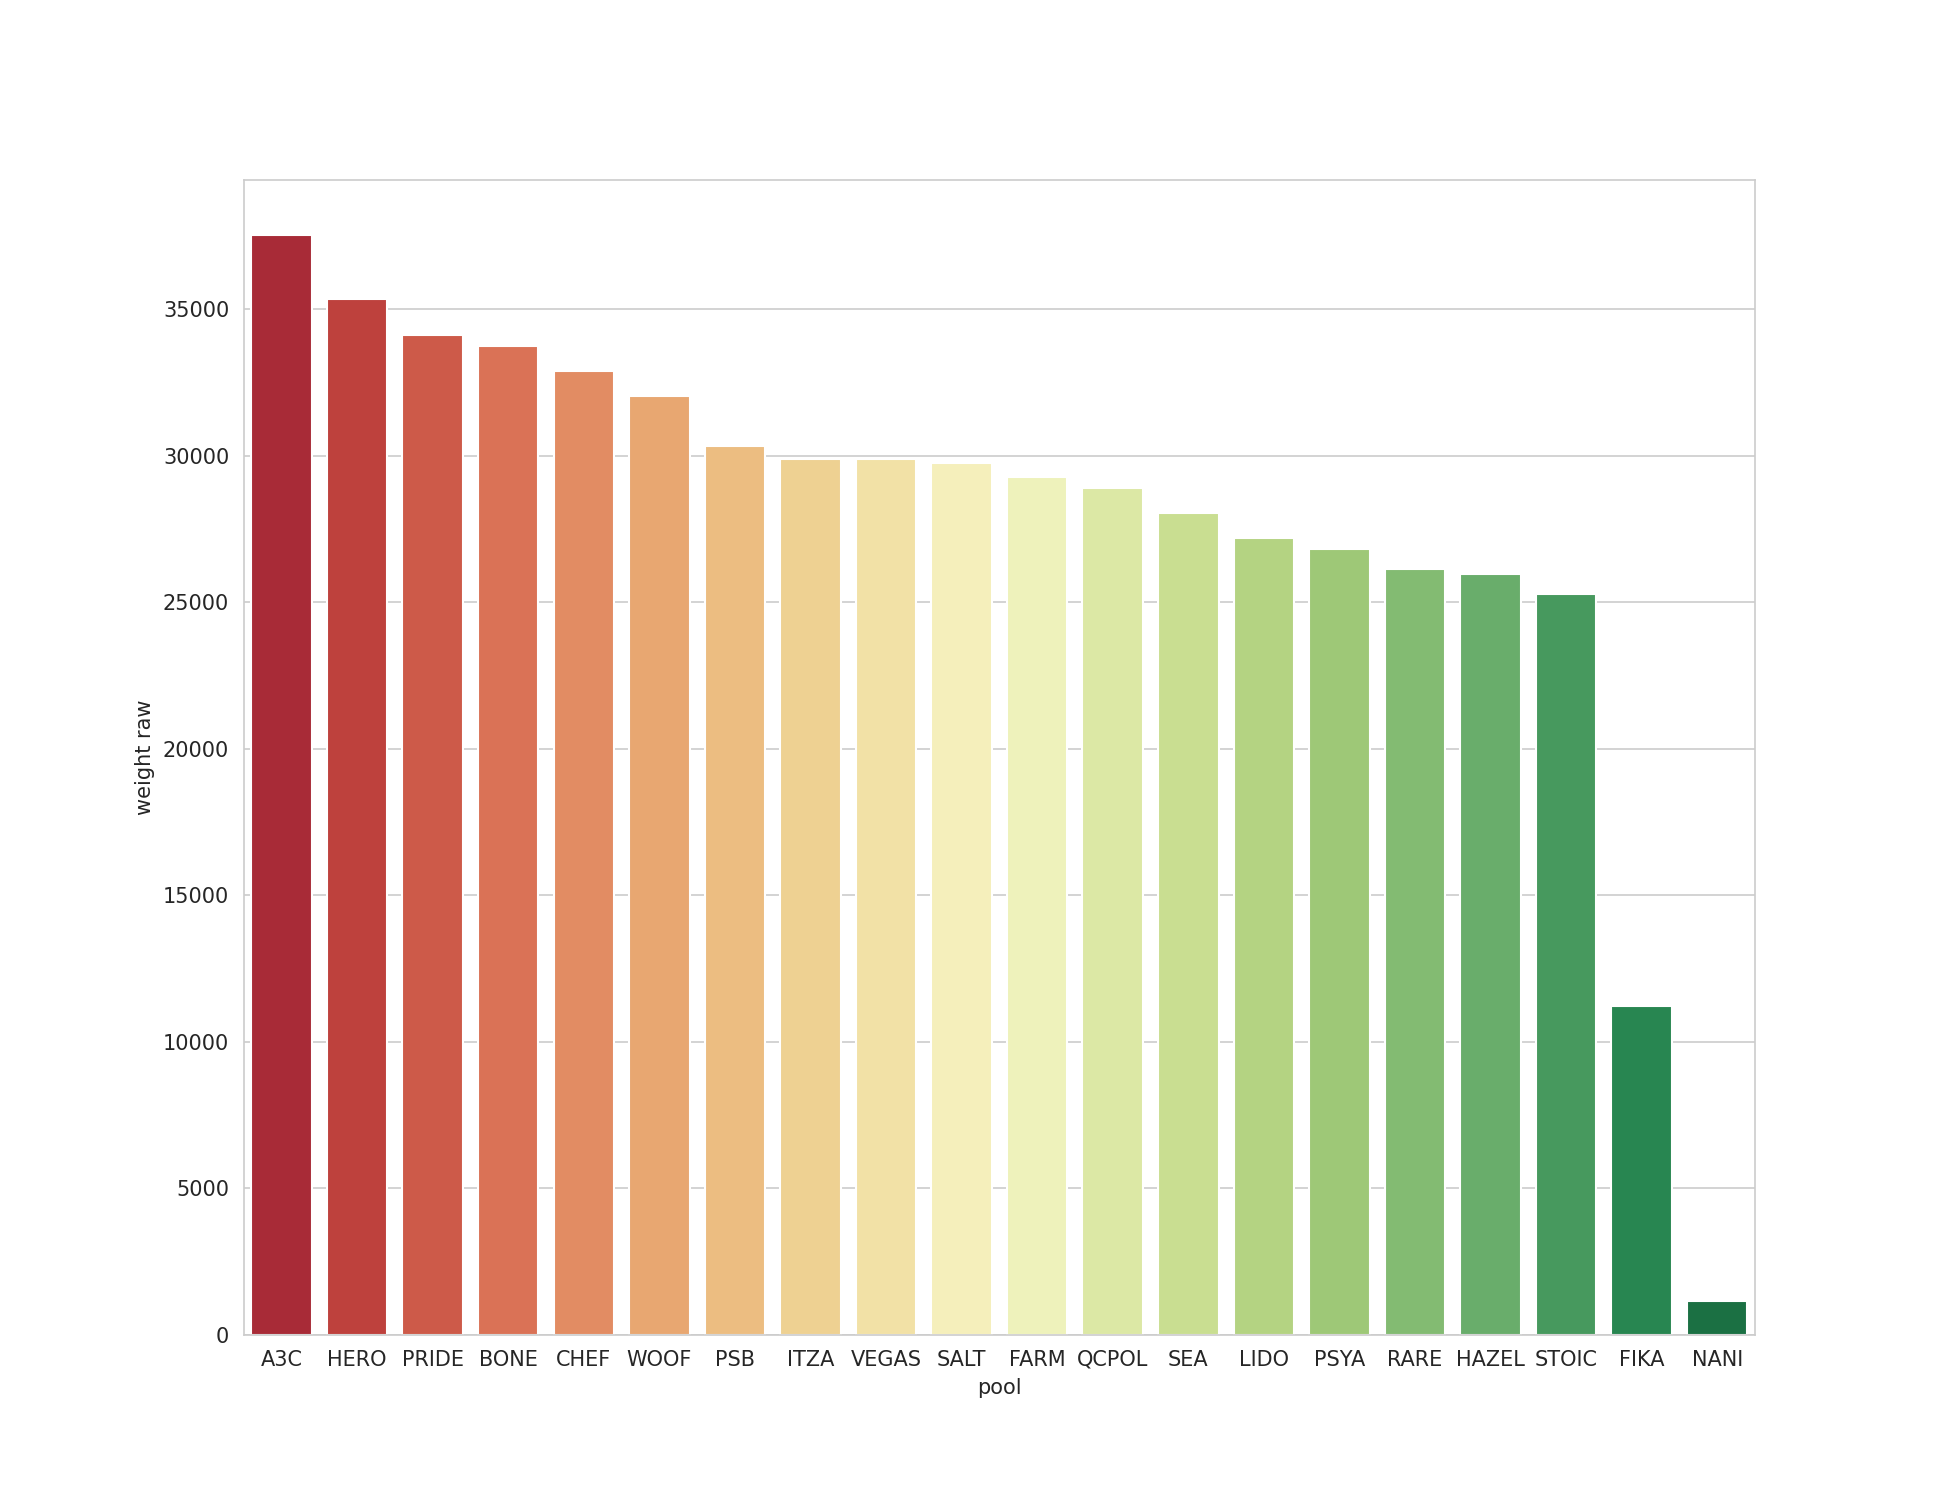 35000
30000
25000
20000
15000
10000
5000
0
weight raw
A3C HERO PRIDE BONE CHEF WOOF PSB ITZA VEGAS SALT FARM QCPOL SEA LIDO PSYA RARE HAZEL STOIC FIKA NANI
pool